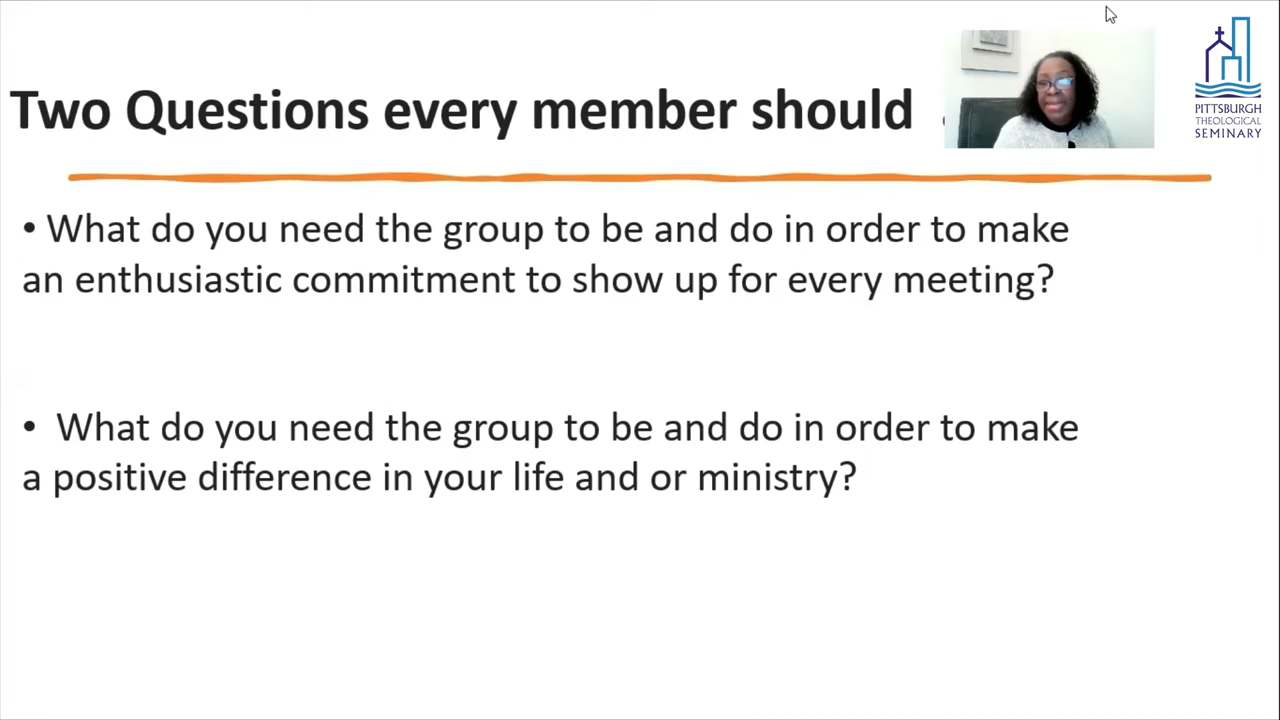 Two Questions every member should
PITTSBURGH
THEOLOGICAL
SEMINARY
• What do you need the group to be and do in order to make
an enthusiastic commitment to show up for every meeting?
• What do you need the group to be and do in order to make
a positive difference in your life and or ministry?